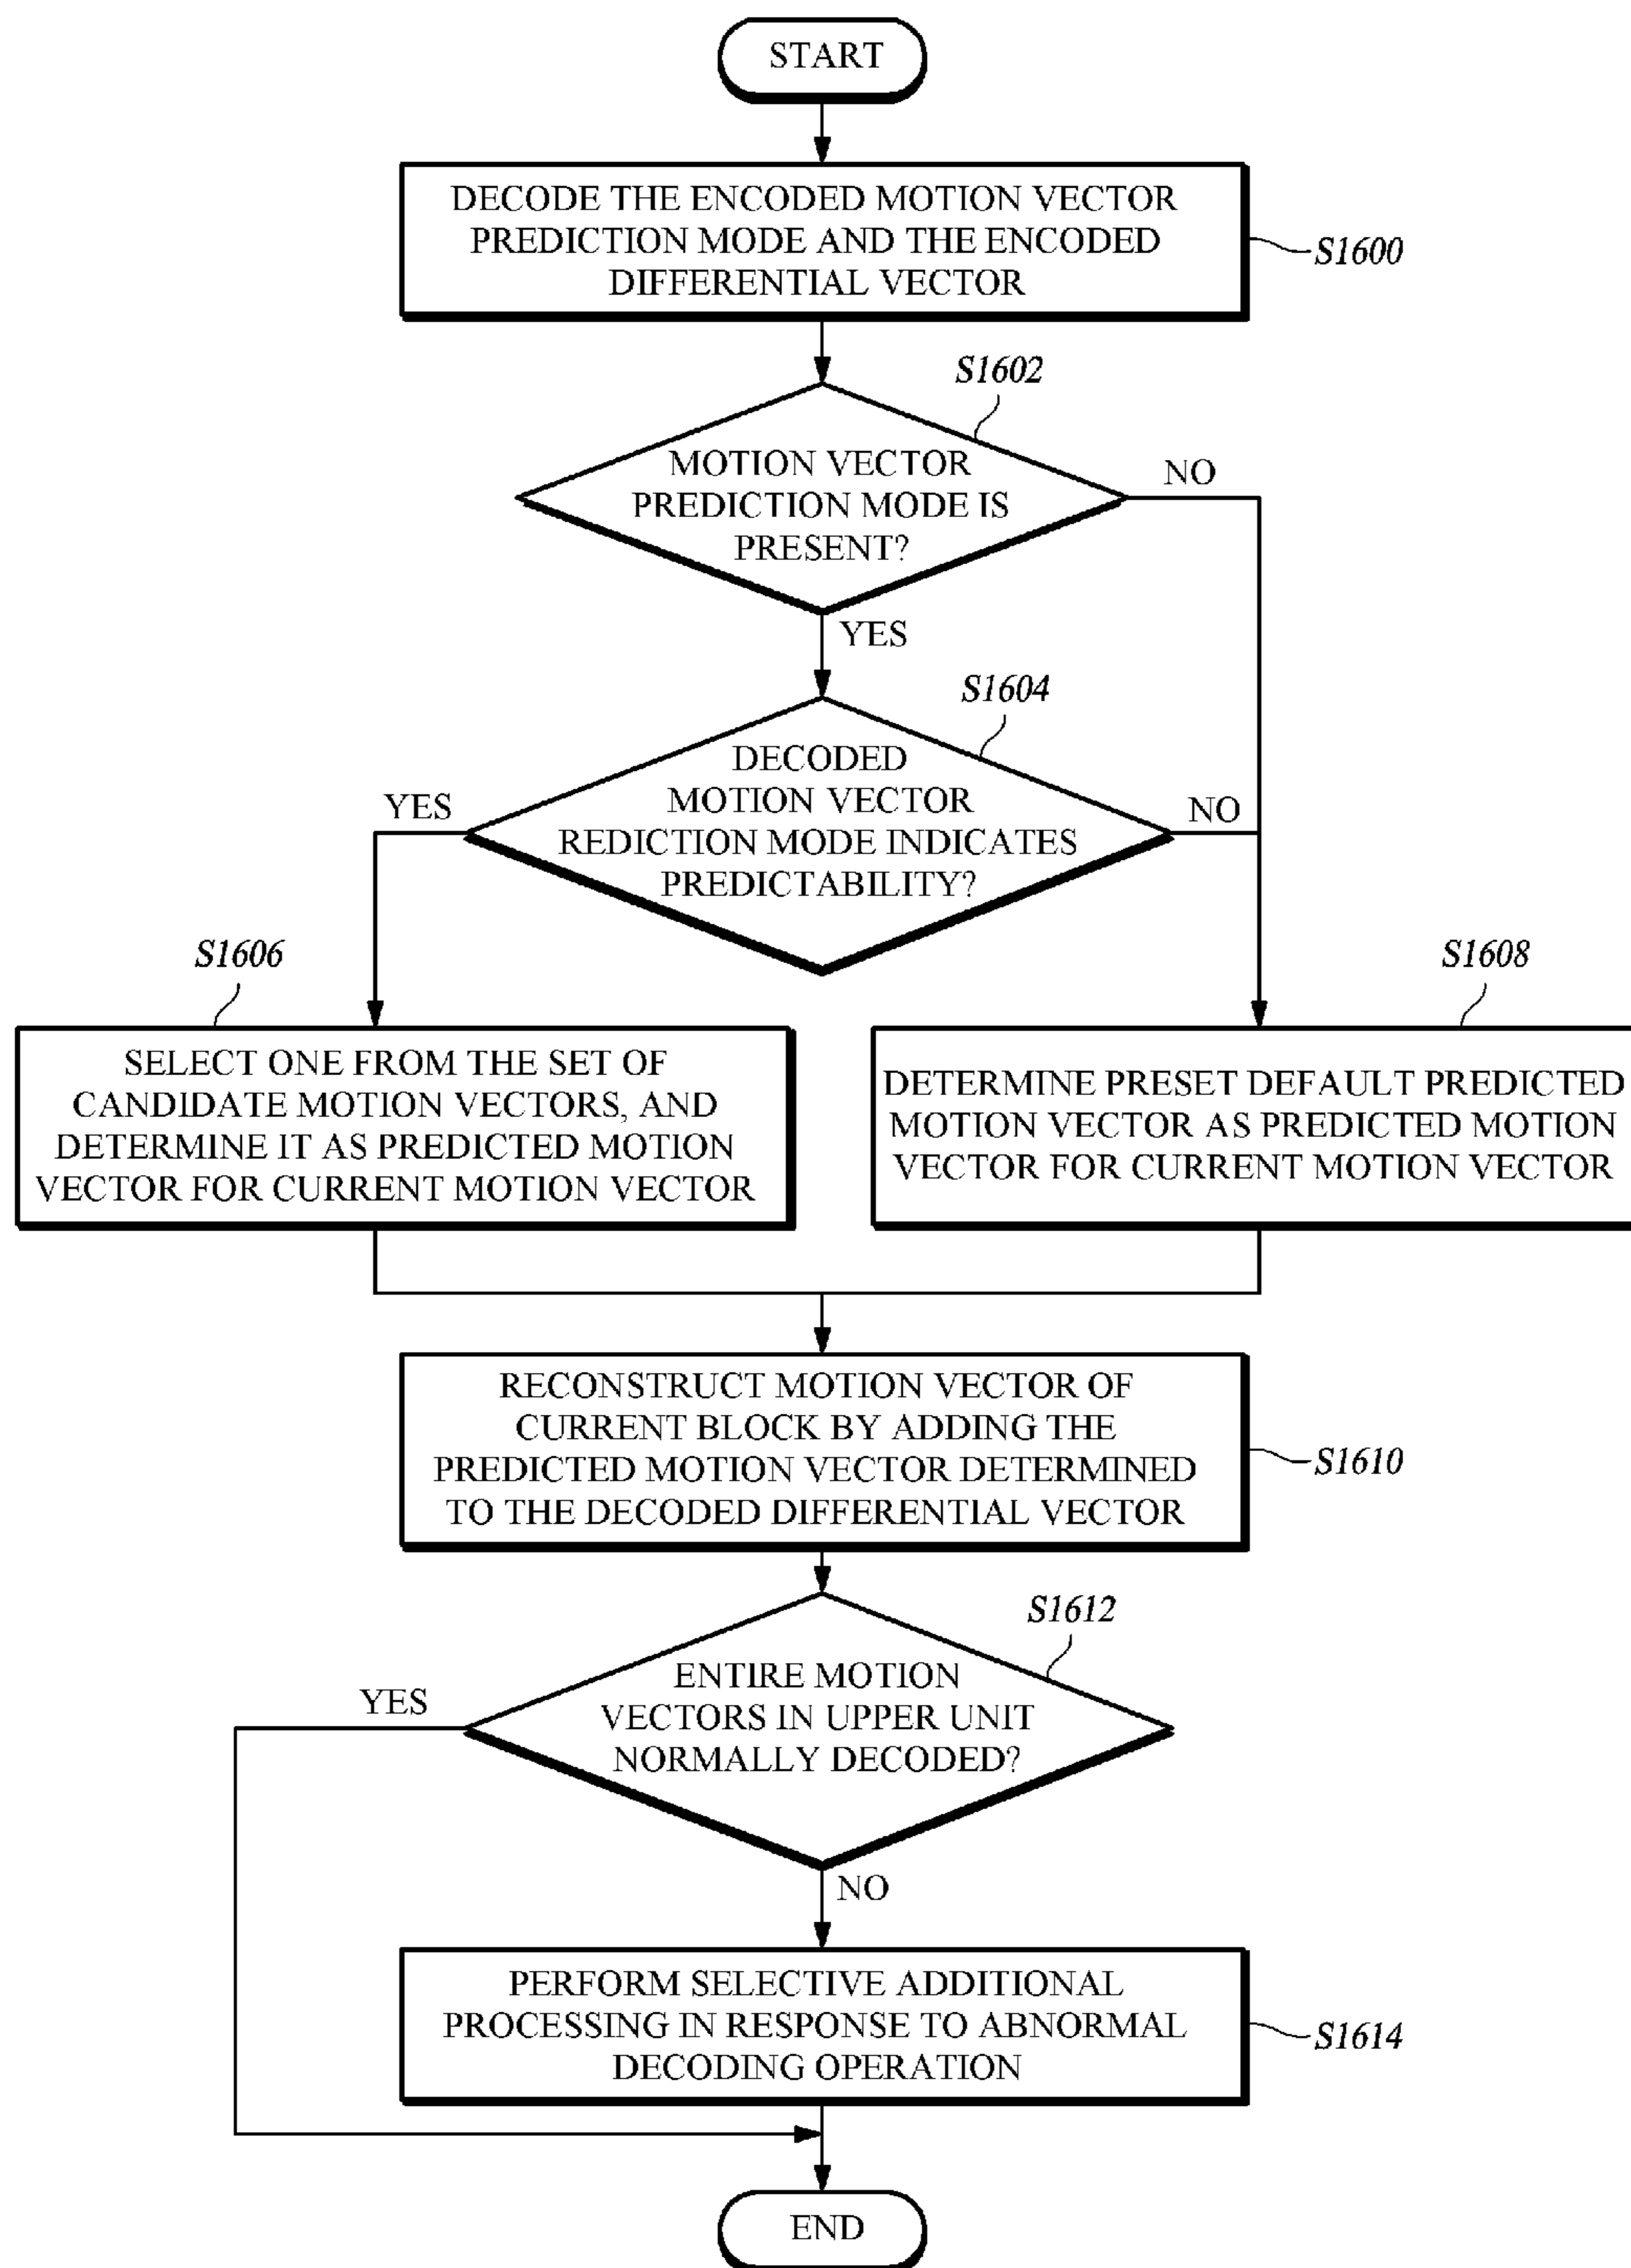 START
DECODE THE ENCODED MOTION VECTOR
PREDICTION MODE AND THE ENCODED
DIFFERENTIAL VECTOR
S1600
S1602
MOTION VECTOR
PREDICTION MODE IS
PRESENT?
NO
YES
S1604
DECODED
MOTION VECTOR
REDICTION MODE INDICATES
PREDICTABILITY?
YES
NO
S1606
S1608
SELECT ONE FROM THE SET OF
CANDIDATE MOTION VECTORS, AND
DETERMINE IT AS PREDICTED MOTION
VECTOR FOR CURRENT MOTION VECTOR
DETERMINE PRESET DEFAULT PREDICTED
MOTION VECTOR AS PREDICTED MOTION
VECTOR FOR CURRENT MOTION VECTOR
RECONSTRUCT MOTION VECTOR OF
CURRENT BLOCK BY ADDING THE
PREDICTED MOTION VECTOR DETERMINED
TO THE DECODED DIFFERENTIAL VECTOR
S1610
S1612
ENTIRE MOTION
VECTORS IN UPPER UNIT
NORMALLY DECODED?
YES
NO
PERFORM SELECTIVE ADDITIONAL
PROCESSING IN RESPONSE TO ABNORMAL
DECODING OPERATION
S1614
END